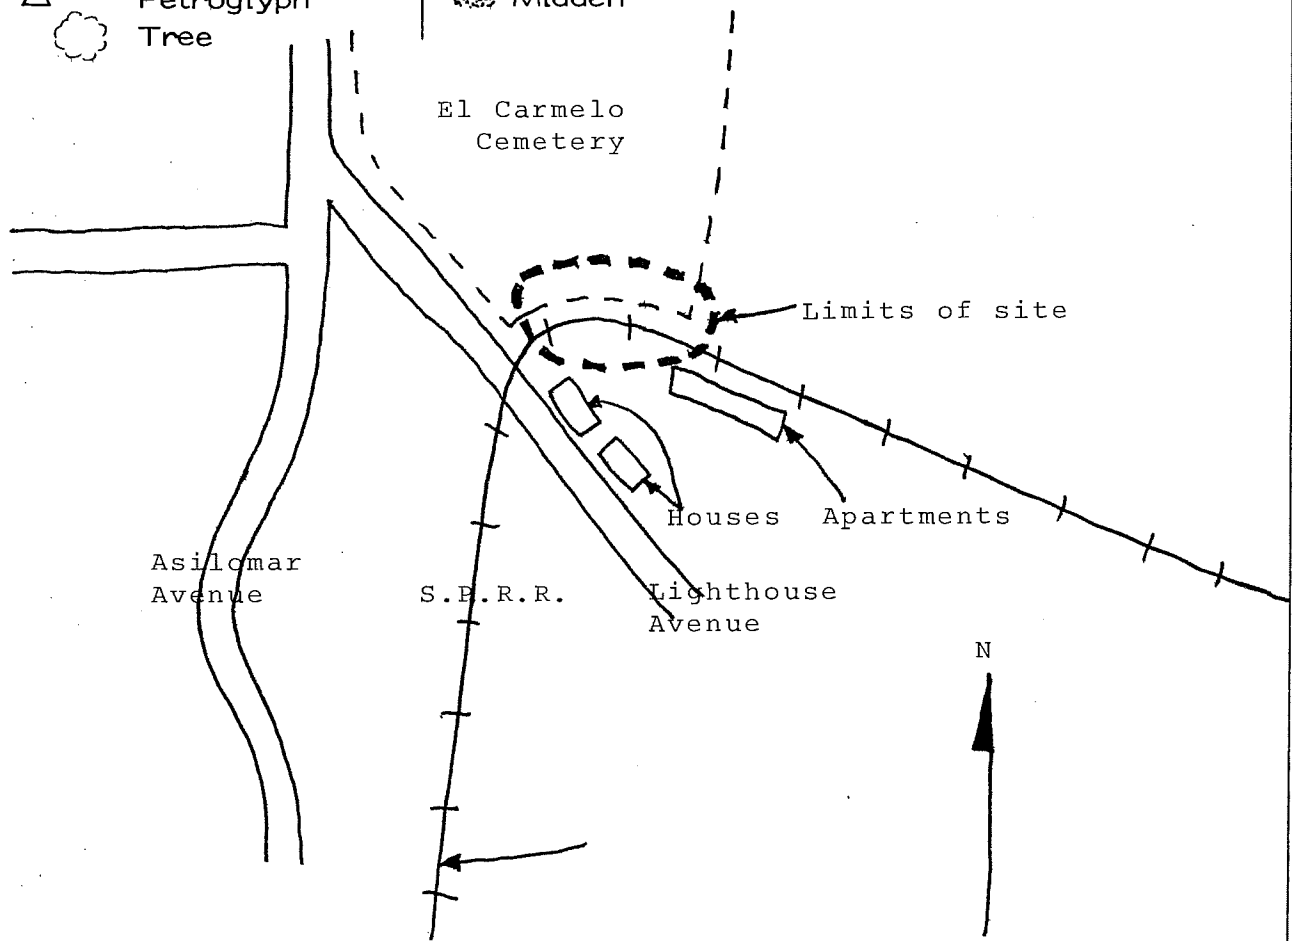 Petroglyph
Midden
Tree
El Carmelo
Cemetery
Limits of site
Houses
Apartments
Asilomar
Avenue
S.P.R.R.
Lighthouse
Avenue
N